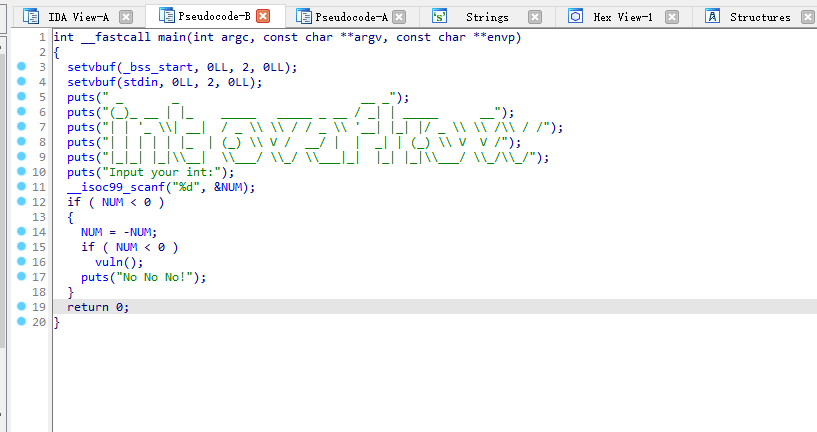 IDA View-A Pseudocode-B Pseudocode-A Strings Hex View-1 Structures
1 int __fastcall main(int argc, const char **argv, const char **envp)
2 {
3 setvbuf(_bss_start, 0LL, 2, 0LL);
4 setvbuf(stdin, 0LL, 2, 0LL);
5 puts(" _       _                           __ _");
6 puts("(_)_ __ | |_    _____   _____ _ __ / _| | _____      __");
7 puts("| | '_ \\| __|  / _ \\ \\ / / _ \\ '__| |_| |/ _ \\ \\ /\\ / /");
8 puts("| | | | | |_  | (_) \\ V /  __/ |  |  _| | (_) \\ V  V /");
9 puts("|_|_| |_|\\__|  \\___/ \\_/ \\___|_|  |_| |_|\\___/ \\_/\\_/");
10 puts("Input your int:");
11 __isoc99_scanf("%d", &NUM);
12 if ( NUM < 0 )
13 {
14 NUM = -NUM;
15 if ( NUM < 0 )
16 vuln();
17 puts("No No No!");
18 }
19 return 0;
20 }